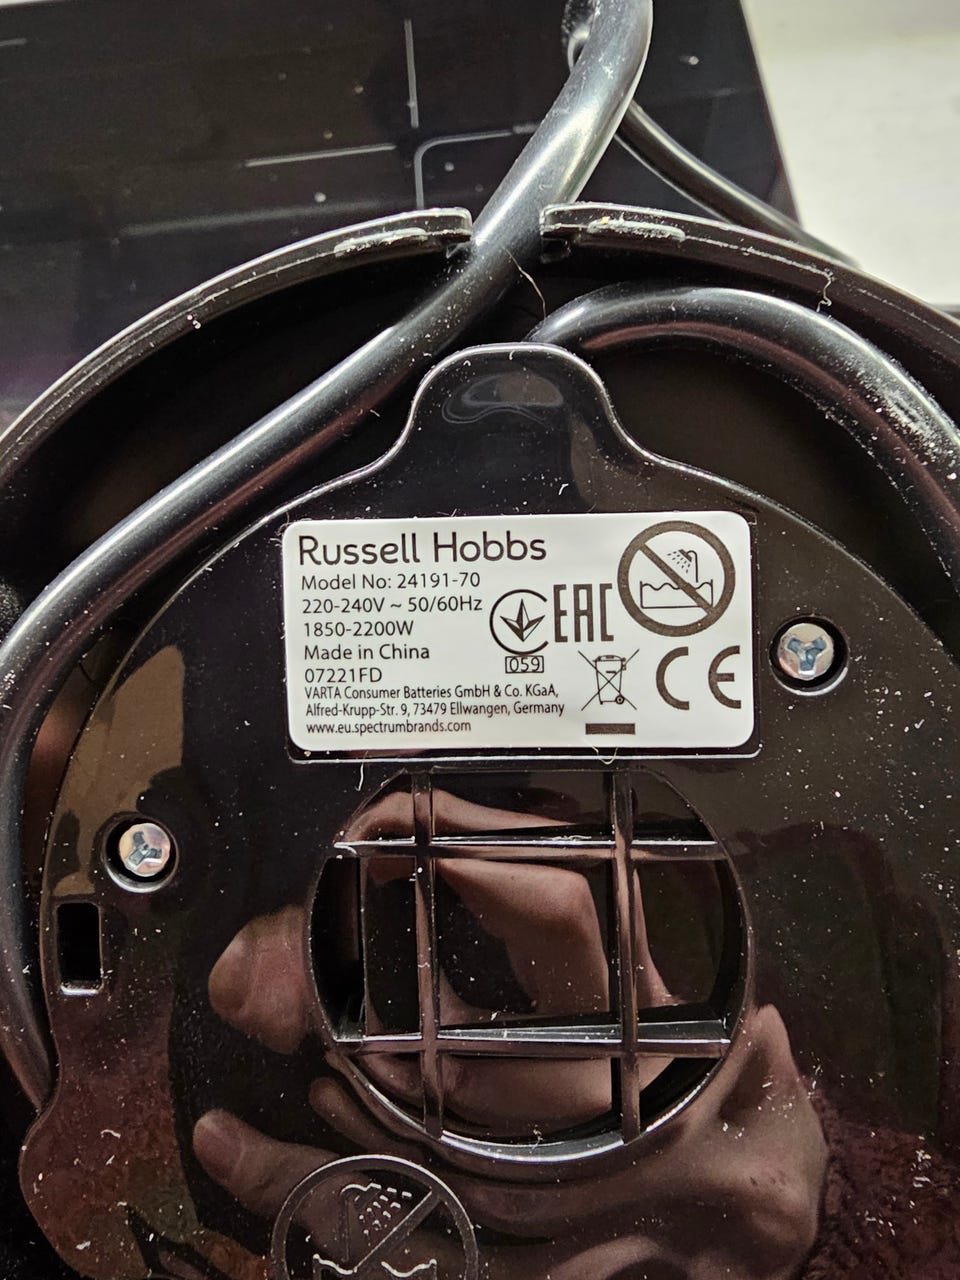 Russell Hobbs
Model No: 24191-70
220-240V ~ 50/60Hz
1850-2200W
Made in China
07221FD
VARTA Consumer Batteries GmbH & Co. KGaA,
Alfred-Krupp-Str. 9, 73479 Ellwangen, Germany
www.eu.spectrumbrands.com
059
EAC
CE